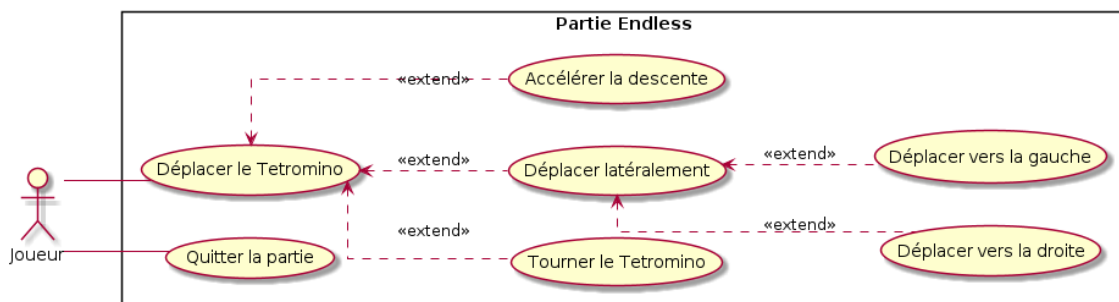 Partie Endless
«extend»
Accélérer la descente
Déplacer le Tetromino
«extend»
Déplacer latéralement
«extend»
Déplacer vers la gauche
Joueur
Quitter la partie
«extend»
Tourner le Tetromino
«extend»
Déplacer vers la droite